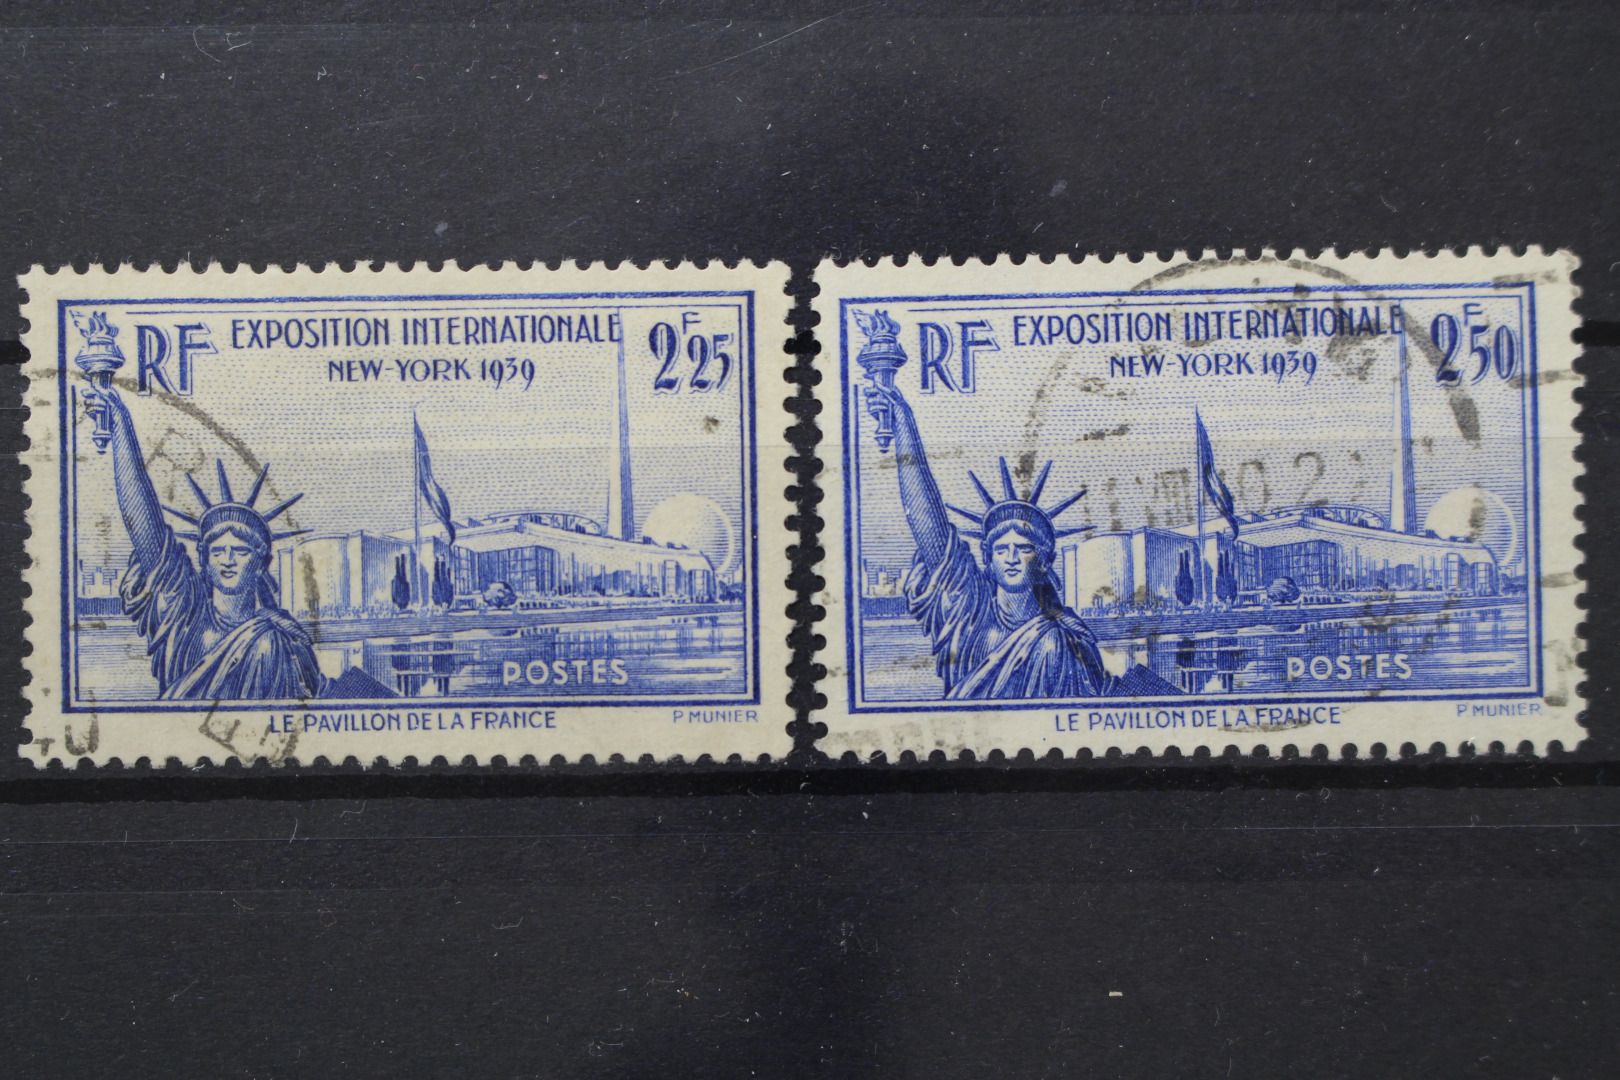 RF EXPOSITION INTERNATIONALE 2F25
NEW-YORK 1939
POSTES
LE PAVILLON DE LA FRANCE P MUNIER
40
RF EXPOSITION INTERNATIONALE 2F50
NEW-YORK 1939
POSTES
LE PAVILLON DE LA FRANCE P MUNIER